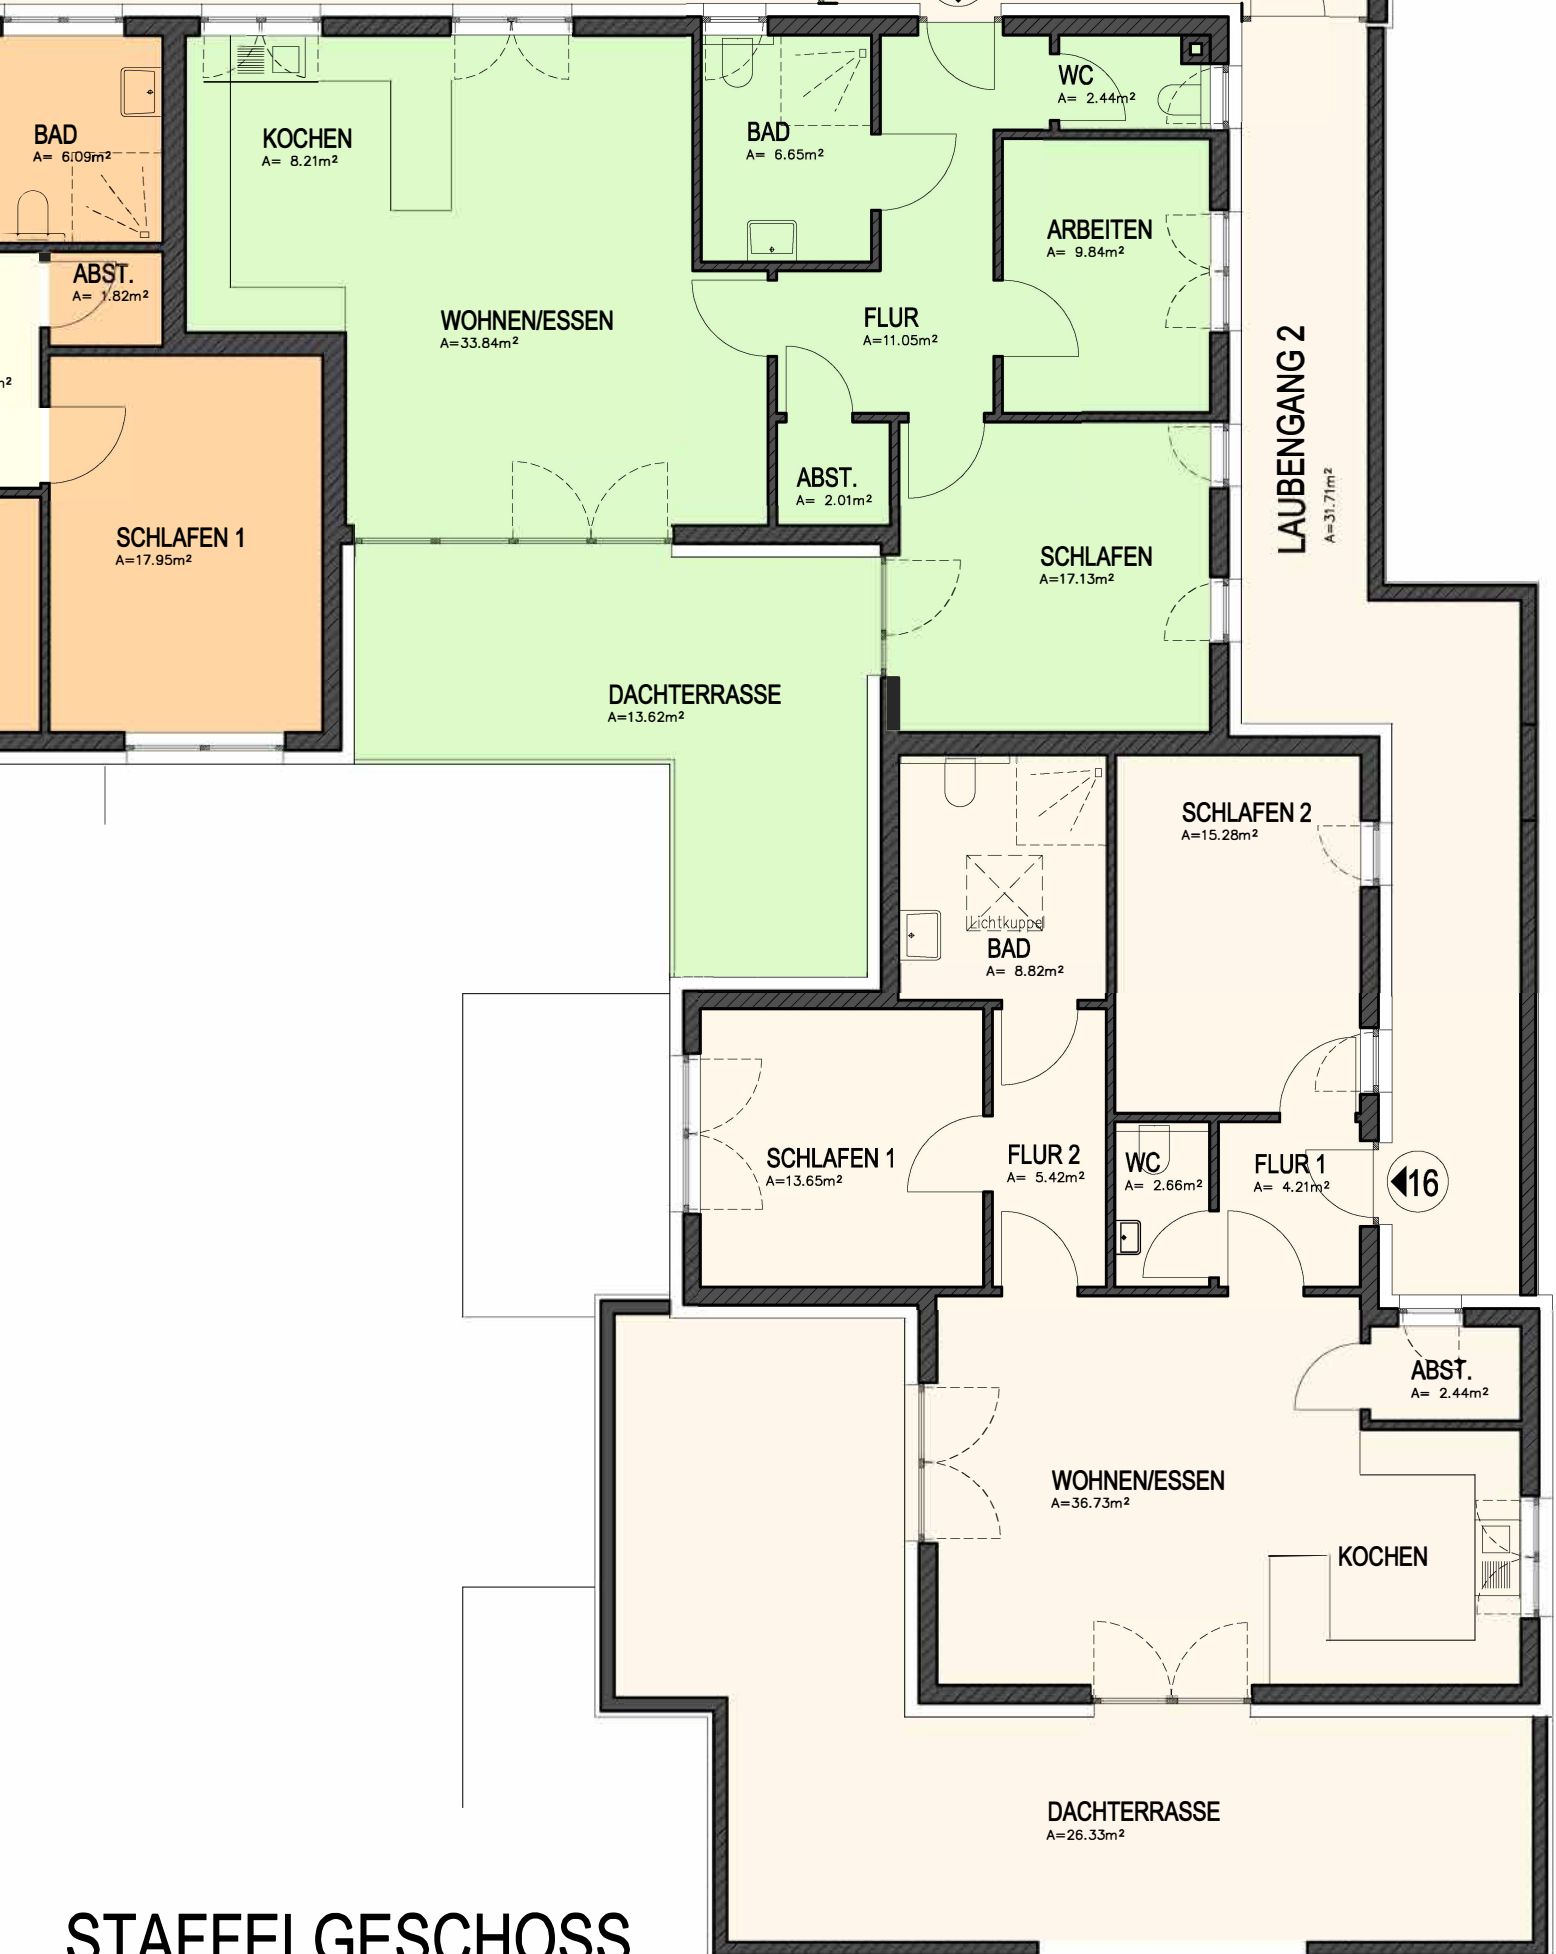 WC
A= 2.44m²
BAD
A= 6.09m²
KOCHEN
A= 8.21m²
BAD
A= 6.65m²
ARBEITEN
A= 9.84m²
ABST.
A= 1.82m²
WOHNEN/ESSEN
A=33.84m²
FLUR
A=11.05m²
LAUBENGANG 2
A=31.71m²
ABST.
A= 2.01m²
SCHLAFEN 1
A=17.95m²
SCHLAFEN
A=17.13m²
DACHTERRASSE
A=13.62m²
SCHLAFEN 2
A=15.28m²
Lichtkuppel
BAD
A= 8.82m²
SCHLAFEN 1
A=13.65m²
FLUR 2
A= 5.42m²
WC
A= 2.66m²
FLUR 1
A= 4.21m²
16
ABST.
A= 2.44m²
WOHNEN/ESSEN
A=36.73m²
KOCHEN
DACHTERRASSE
A=26.33m²
STAFFELGESCHOSS